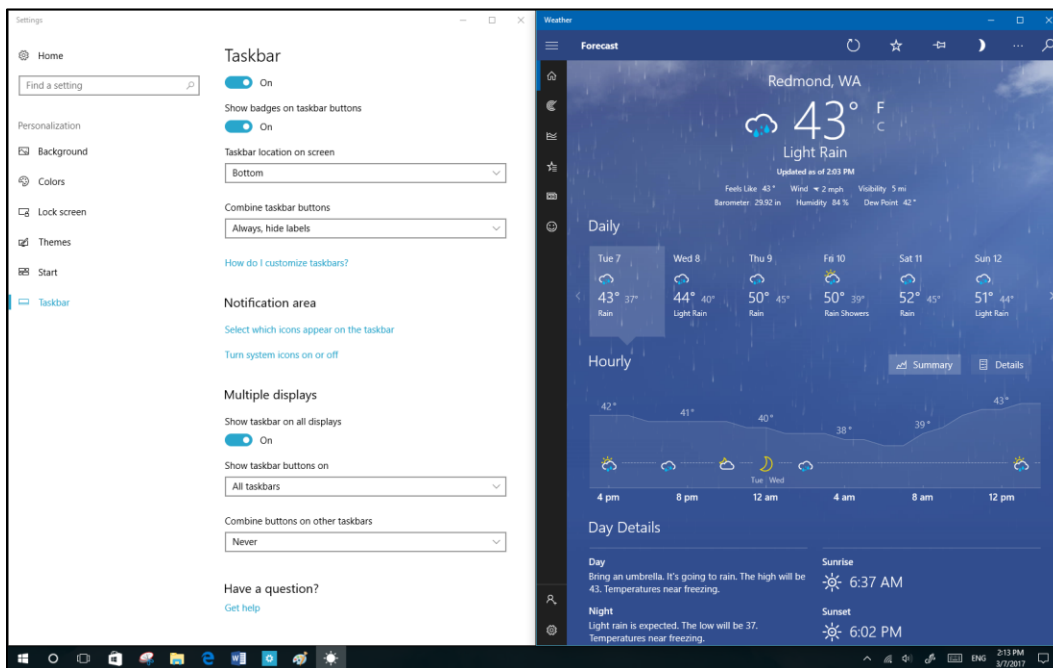 Settings
Home
Find a setting
Personalization
Background
Colors
Lock screen
Themes
Start
Taskbar
Taskbar
On
Show badges on taskbar buttons
On
Taskbar location on screen
Bottom
Combine taskbar buttons
Always, hide labels
How do I customize taskbars?
Notification area
Select which icons appear on the taskbar
Turn system icons on or off
Multiple displays
Show taskbar on all displays
On
Show taskbar buttons on
All taskbars
Combine buttons on other taskbars
Never
Have a question?
Get help
Weather
Forecast
Redmond, WA
43° F
C
Light Rain
Updated as of 2:03 PM
Feels Like 43° Wind 2 mph Visibility 5 mi
Barometer 29.92 in Humidity 84 % Dew Point 42°
Daily
Tue 7 Wed 8 Thu 9 Fri 10 Sat 11 Sun 12
43° 37° 44° 40° 50° 45° 50° 39° 52° 45° 51° 44°
Rain Light Rain Rain Rain Showers Rain Light Rain
Hourly Summary Details
42° 41° 40° 38° 39° 43°
Tue Wed
4 pm 8 pm 12 am 4 am 8 am 12 pm
Day Details
Day
Bring an umbrella. It's going to rain. The high will be
43. Temperatures near freezing.
Night
Light rain is expected. The low will be 37.
Temperatures near freezing.
Sunrise
6:37 AM
Sunset
6:02 PM
ENG
2:13 PM
3/7/2017